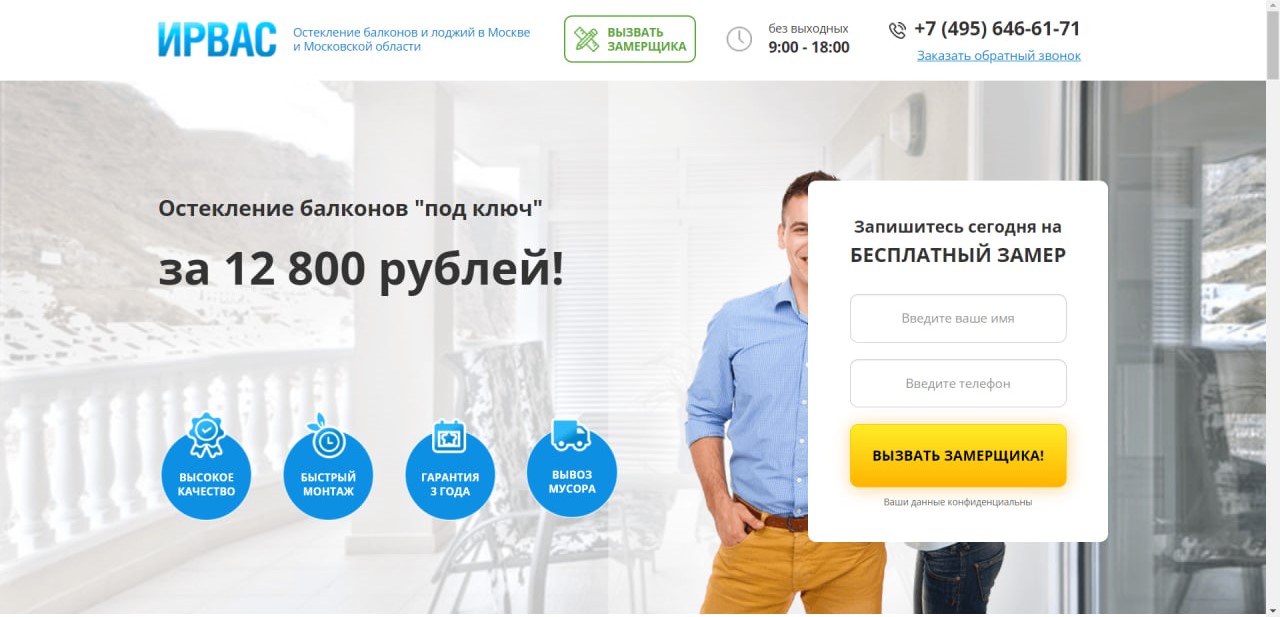 ИРВАС
Остекление балконов и лоджий в Москве
и Московской области
ВЫЗВАТЬ
ЗАМЕРЩИКА
без выходных
9:00 - 18:00
+7 (495) 646-61-71
Заказать обратный звонок
Остекление балконов "под ключ"
за 12 800 рублей!
ВЫСОКОЕ
КАЧЕСТВО
БЫСТРЫЙ
МОНТАЖ
ГАРАНТИЯ
3 ГОДА
ВЫВОЗ
МУСОРА
Запишитесь сегодня на
БЕСПЛАТНЫЙ ЗАМЕР
Введите ваше имя
Введите телефон
ВЫЗВАТЬ ЗАМЕРЩИКА!
Ваши данные конфиденциальны